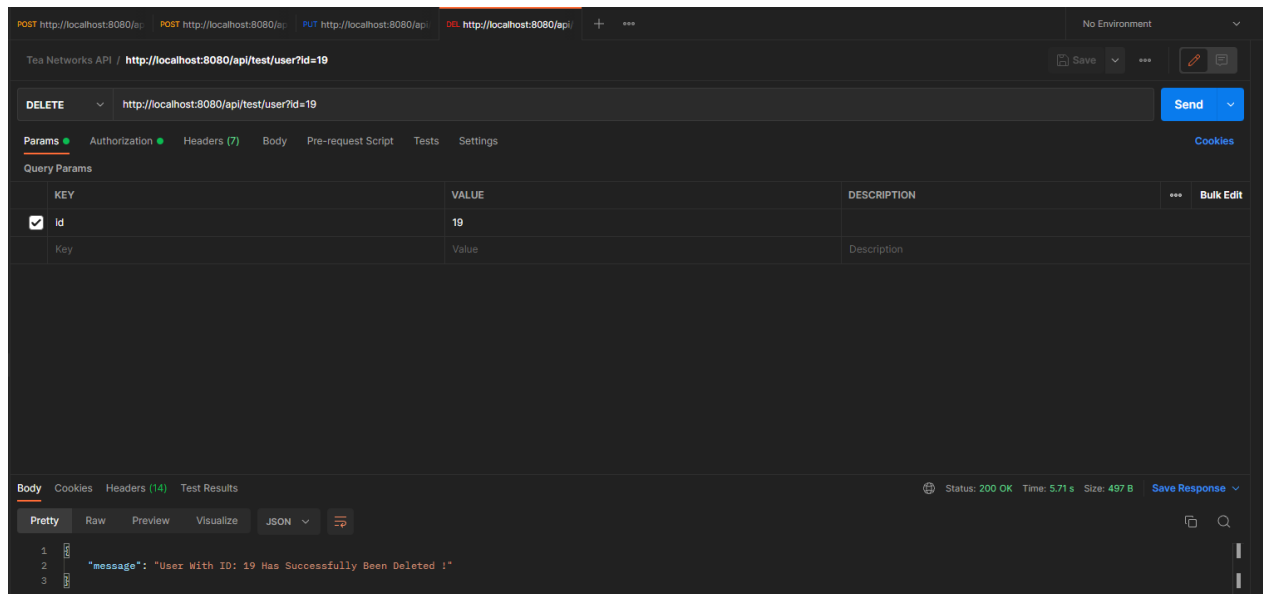 POST http://localhost:8080/ap POST http://localhost:8080/ap PUT http://localhost:8080/api/ DEL http://localhost:8080/api/ No Environment
Tea Networks API / http://localhost:8080/api/test/user?id=19 Save
DELETE http://localhost:8080/api/test/user?id=19 Send
Params Authorization Headers (7) Body Pre-request Script Tests Settings Cookies
Query Params
KEY VALUE DESCRIPTION Bulk Edit
id 19
Key Value Description
Body Cookies Headers (14) Test Results Status: 200 OK Time: 5.71 s Size: 497 B Save Response
Pretty Raw Preview Visualize JSON
1 {
2 "message": "User With ID: 19 Has Successfully Been Deleted !"
3 }